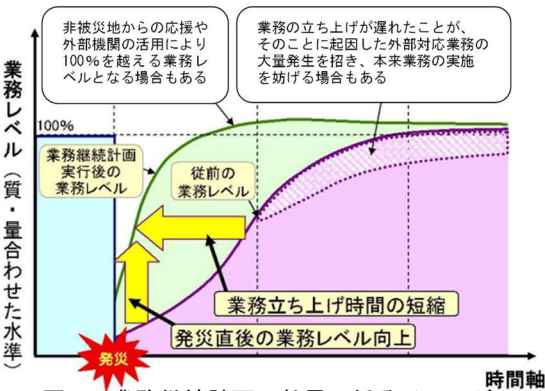 非被災地からの応援や
外部機関の活用により
100%を越える業務レ
ベルとなる場合もある
業務の立ち上げが遅れたことが、
そのことに起因した外部対応業務の
大量発生を招き、本来業務の実施
を妨げる場合もある
業務レベル(質・量合わせた水準)
100%
業務継続計画
実行後の
業務レベル
従前の
業務レベル
業務立ち上げ時間の短縮
発災直後の業務レベル向上
発災
時間軸